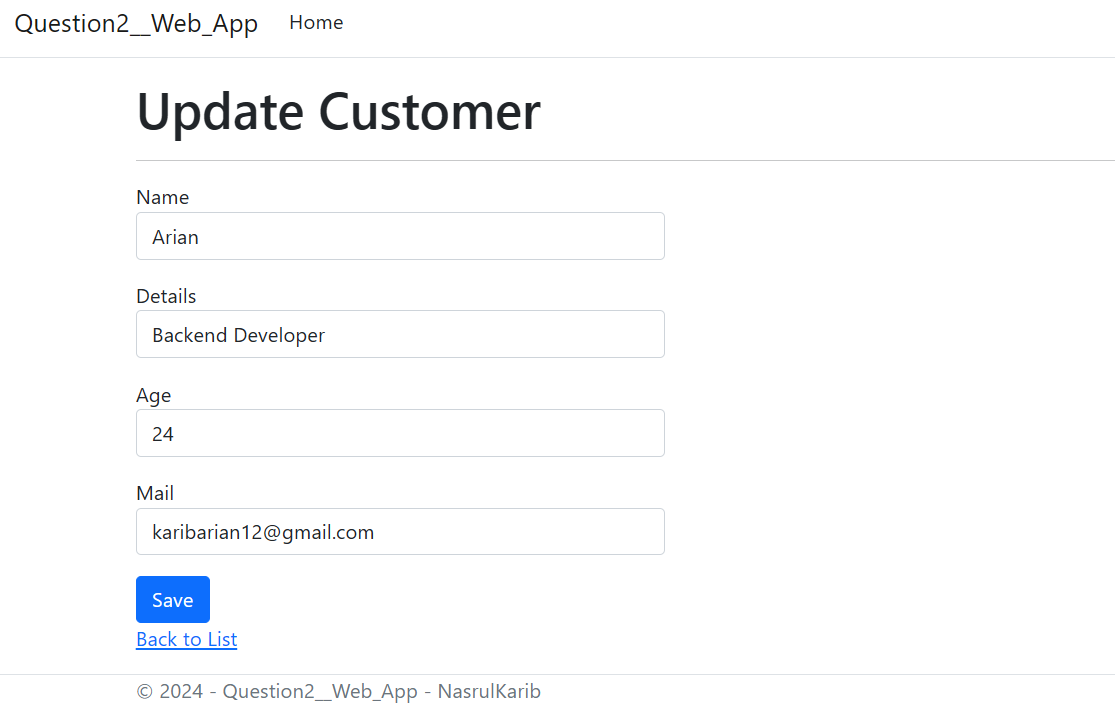 Question2__Web_App Home
Update Customer
Name
Arian
Details
Backend Developer
Age
24
Mail
karibarian12@gmail.com
Save
Back to List
© 2024 - Question2__Web_App - NasrulKarib